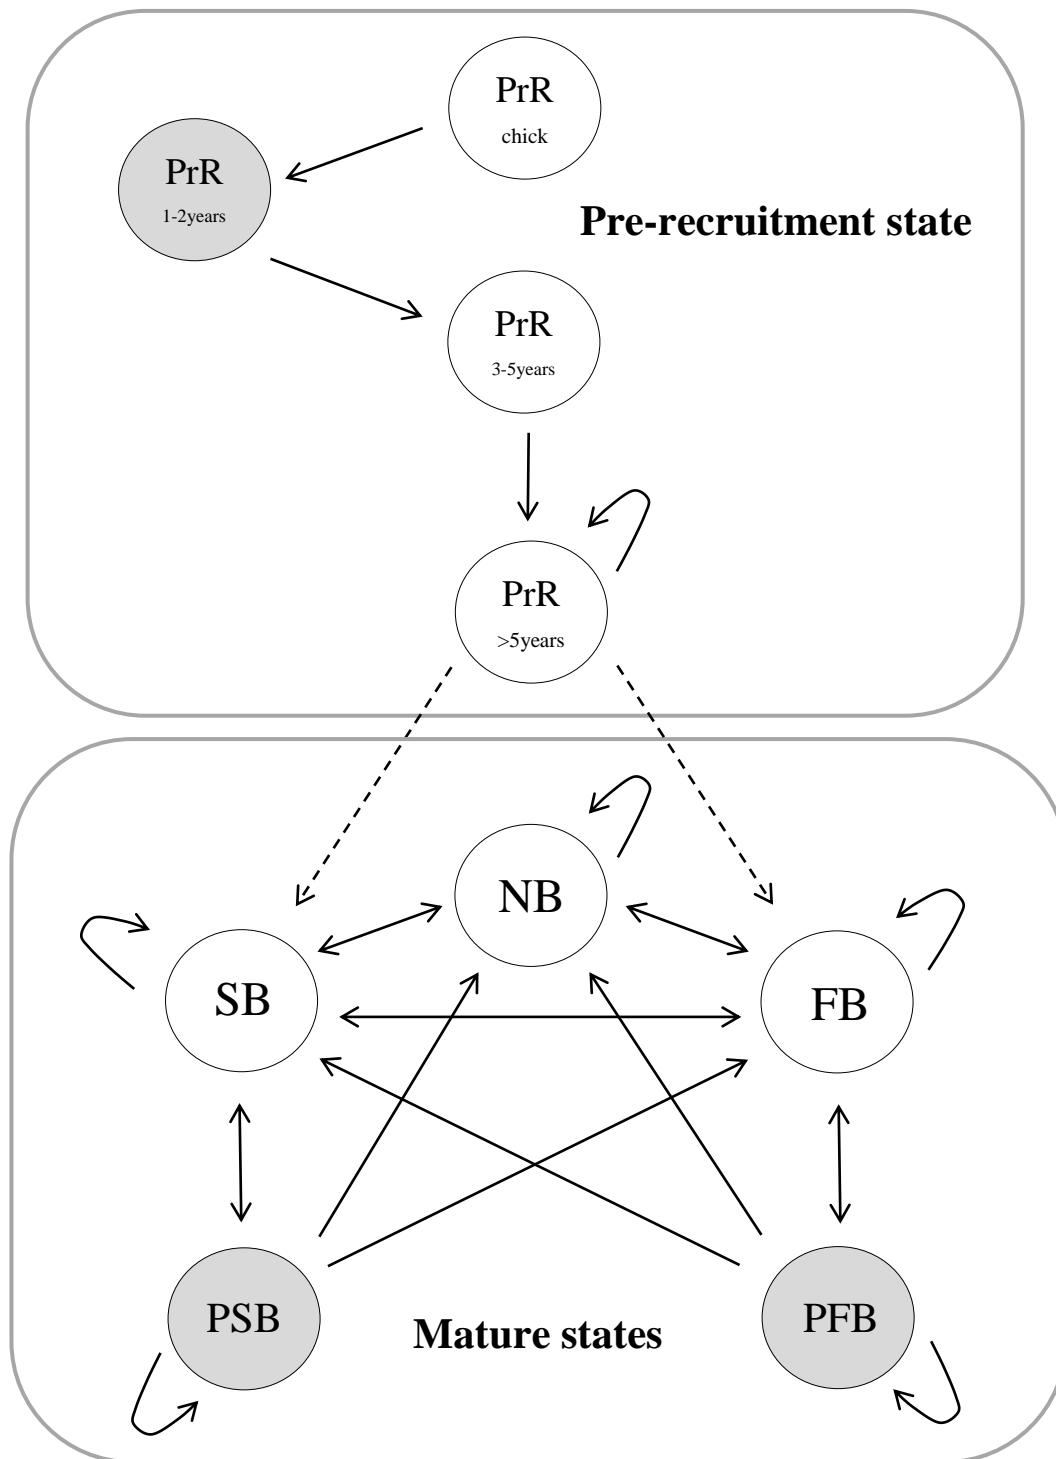 PrR
chick
PrR
1-2years
Pre-recruitment state
PrR
3-5years
PrR
>5years
NB
SB
FB
PSB
PFB
Mature states